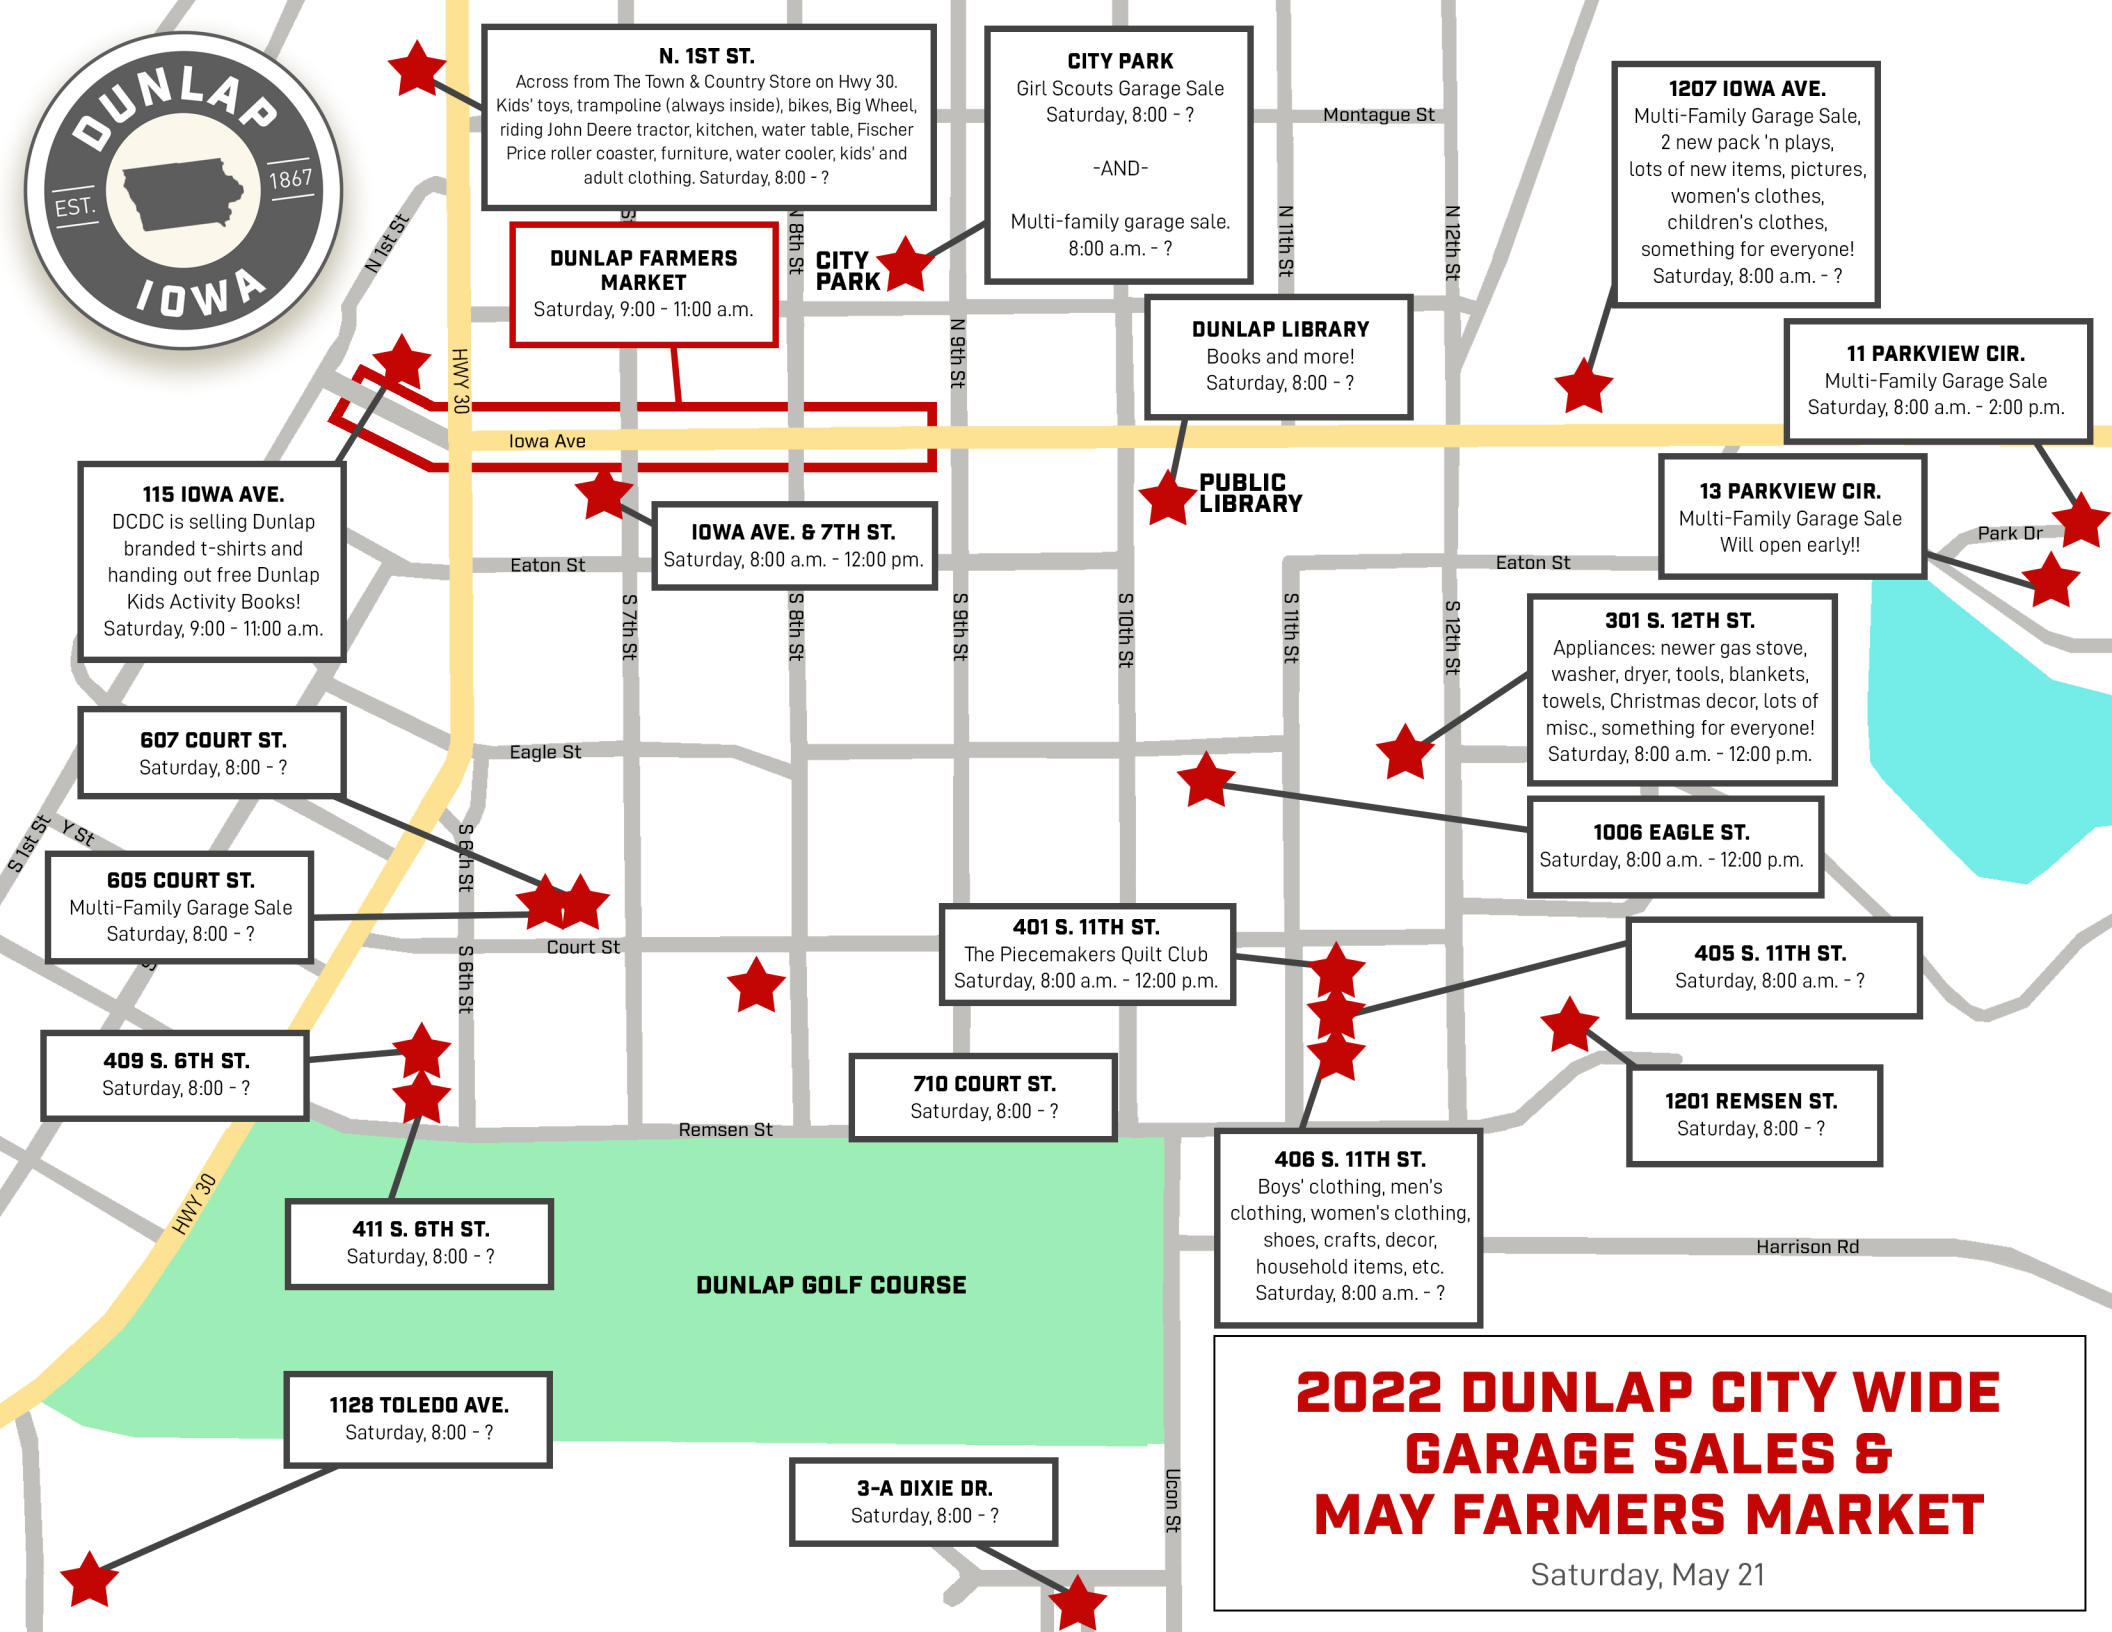 DUNLAP
EST.
1867
IOWA
N. 1ST ST.
Across from The Town & Country Store on Hwy 30.
Kids' toys, trampoline (always inside), bikes, Big Wheel,
riding John Deere tractor, kitchen, water table, Fischer
Price roller coaster, furniture, water cooler, kids' and
adult clothing. Saturday, 8:00 - ?
CITY PARK
Girl Scouts Garage Sale
Saturday, 8:00 - ?
-AND-
Multi-family garage sale.
8:00 a.m. - ?
Montague St
1207 IOWA AVE.
Multi-Family Garage Sale,
2 new pack 'n plays,
lots of new items, pictures,
women's clothes,
children's clothes,
something for everyone!
Saturday, 8:00 a.m. - ?
N 1st St
DUNLAP FARMERS
MARKET
Saturday, 9:00 - 11:00 a.m.
St
N 8th St
CITY
PARK
N 11th St
N 12th St
DUNLAP LIBRARY
Books and more!
Saturday, 8:00 - ?
11 PARKVIEW CIR.
Multi-Family Garage Sale
Saturday, 8:00 a.m. - 2:00 p.m.
HWY 30
N 9th St
Iowa Ave
115 IOWA AVE.
DCDC is selling Dunlap
branded t-shirts and
handing out free Dunlap
Kids Activity Books!
Saturday, 9:00 - 11:00 a.m.
IOWA AVE. & 7TH ST.
Saturday, 8:00 a.m. - 12:00 pm.
PUBLIC
LIBRARY
13 PARKVIEW CIR.
Multi-Family Garage Sale
Will open early!!
Park Dr
Eaton St
Eaton St
S 7th St
S 8th St
S 9th St
S 10th St
S 11th St
S 12th St
301 S. 12TH ST.
Appliances: newer gas stove,
washer, dryer, tools, blankets,
towels, Christmas decor, lots of
misc., something for everyone!
Saturday, 8:00 a.m. - 12:00 p.m.
607 COURT ST.
Saturday, 8:00 - ?
Eagle St
1006 EAGLE ST.
Saturday, 8:00 a.m. - 12:00 p.m.
S 1st St
Y St
S 6th St
605 COURT ST.
Multi-Family Garage Sale
Saturday, 8:00 - ?
Court St
S 6th St
401 S. 11TH ST.
The Piecemakers Quilt Club
Saturday, 8:00 a.m. - 12:00 p.m.
405 S. 11TH ST.
Saturday, 8:00 a.m. - ?
409 S. 6TH ST.
Saturday, 8:00 - ?
710 COURT ST.
Saturday, 8:00 - ?
1201 REMSEN ST.
Saturday, 8:00 - ?
Remsen St
406 S. 11TH ST.
Boys' clothing, men's
clothing, women's clothing,
shoes, crafts, decor,
household items, etc.
Saturday, 8:00 a.m. - ?
HWY 30
411 S. 6TH ST.
Saturday, 8:00 - ?
Harrison Rd
DUNLAP GOLF COURSE
1128 TOLEDO AVE.
Saturday, 8:00 - ?
3-A DIXIE DR.
Saturday, 8:00 - ?
Ucon St
2022 DUNLAP CITY WIDE
GARAGE SALES &
MAY FARMERS MARKET
Saturday, May 21